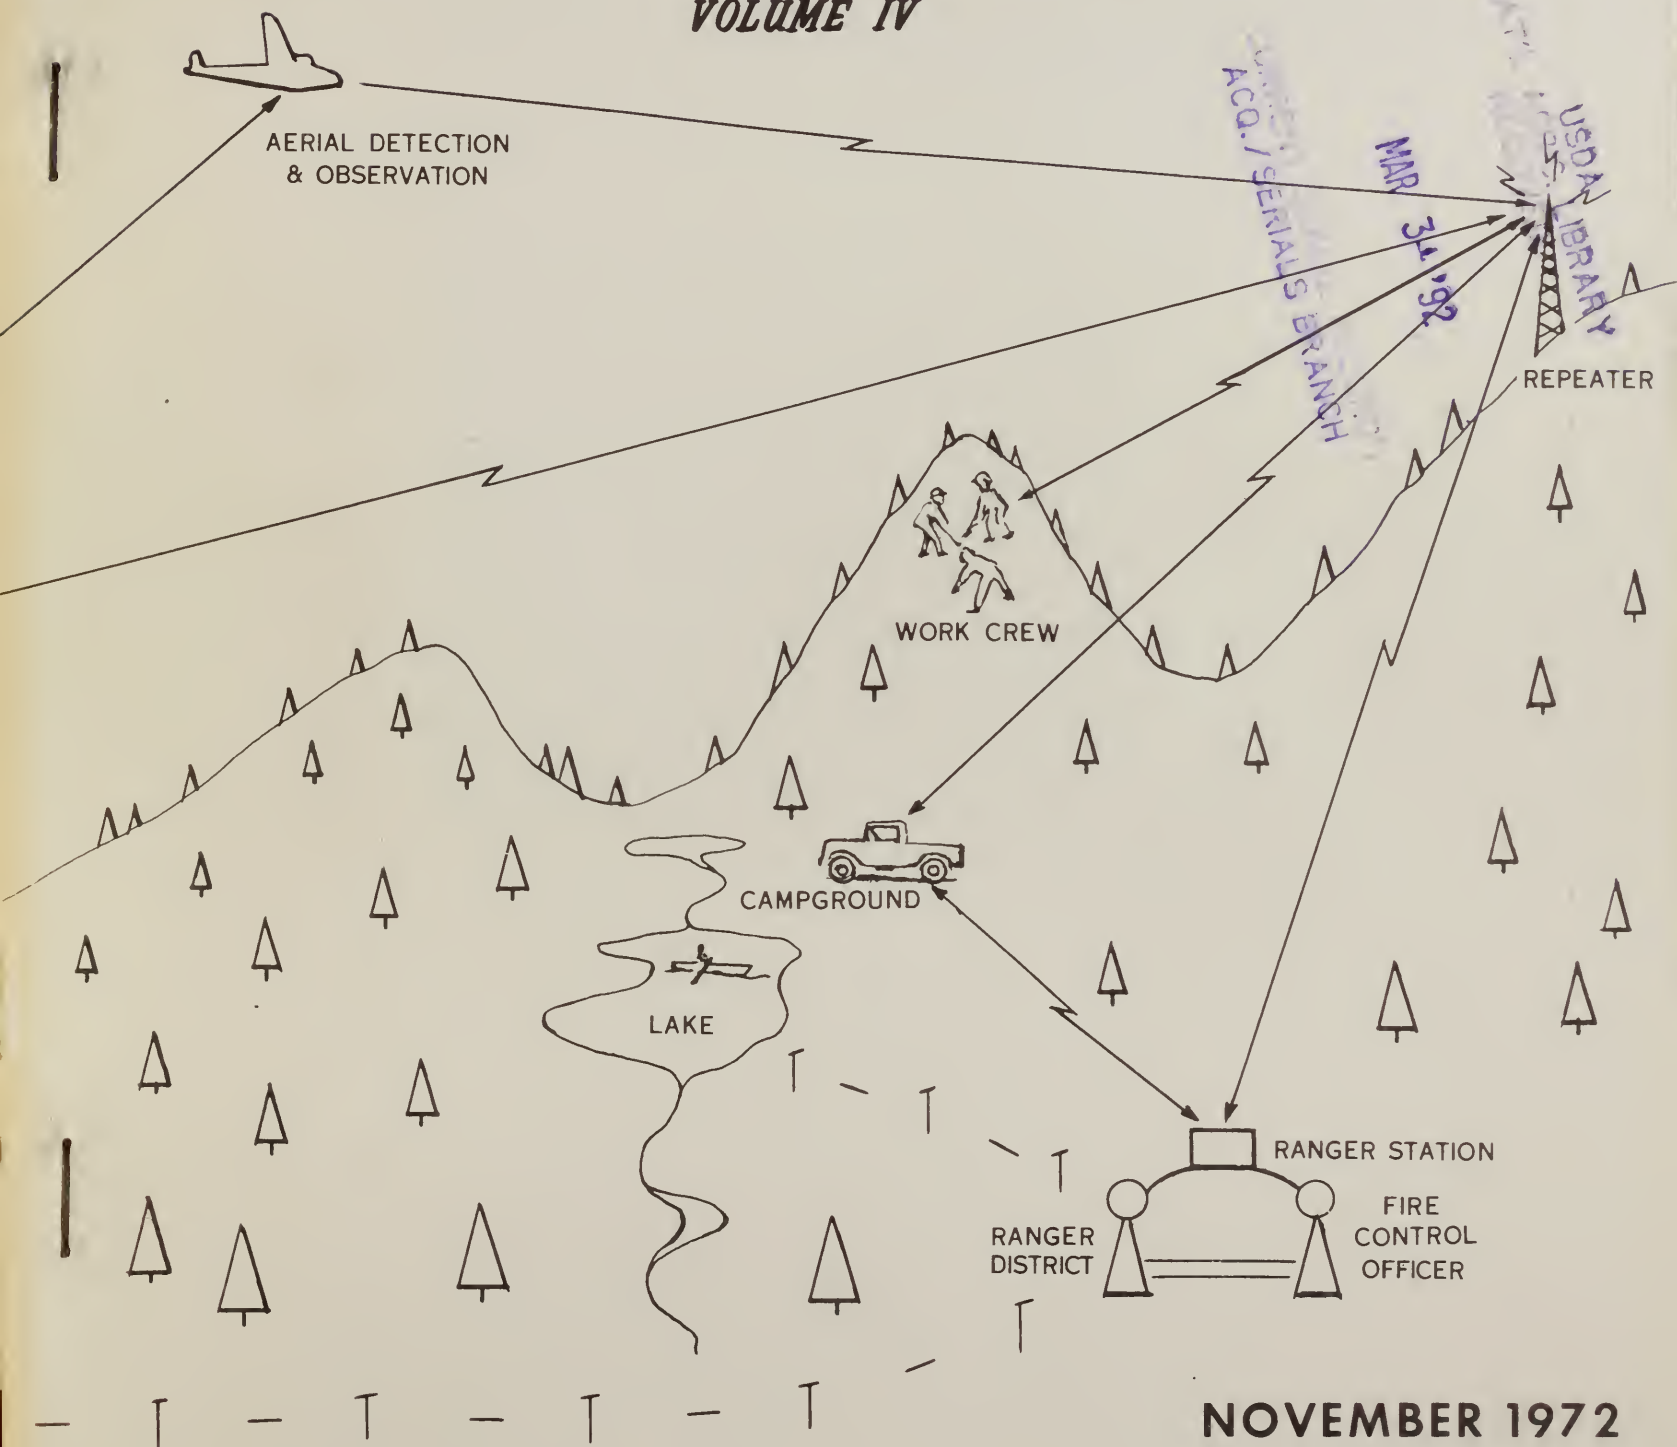 VOLUME IV
AERIAL DETECTION
& OBSERVATION
ACQ./SERIALS BRANCH
MAR
'92
USDA
LIBRARY
REPEATER
WORK CREW
CAMPGROUND
LAKE
RANGER STATION
RANGER
DISTRICT
FIRE
CONTROL
OFFICER
NOVEMBER 1972